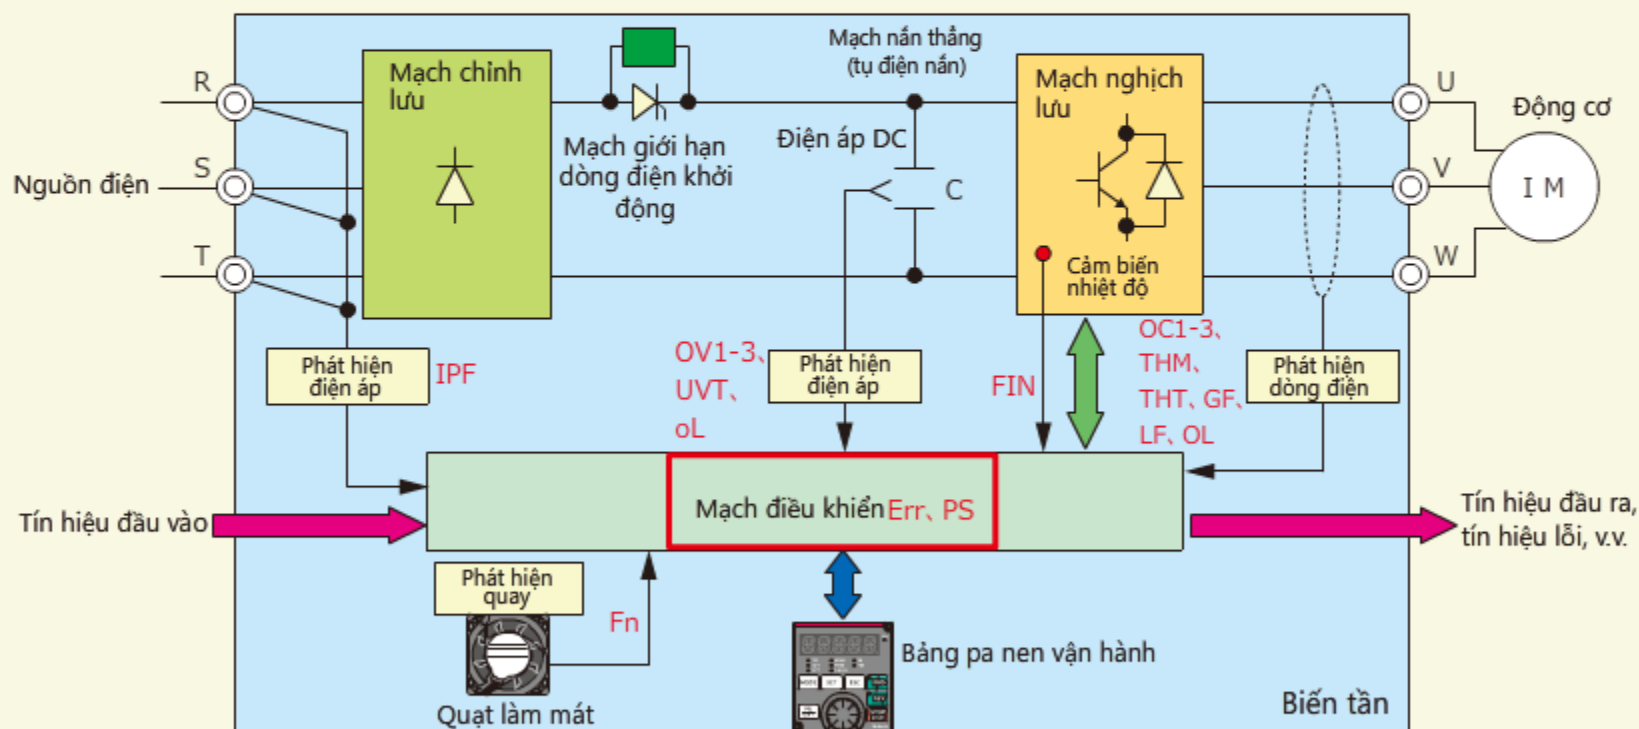 Mạch nắn thẳng
(tụ điện nắn)
Mạch chỉnh
lưu
Mạch nghịch
lưu
R
S
T
Nguồn điện
U
V
W
Động cơ
I M
Mạch giới hạn
dòng điện khởi
động
Điện áp DC
C
Cảm biến
nhiệt độ
Phát hiện
điện áp
IPF
OV1-3、
UVT、
oL
Phát hiện
điện áp
FIN
OC1-3、
THM、
THT、GF、
LF、OL
Phát hiện
dòng điện
Tín hiệu đầu vào
Mạch điều khiển Err、PS
Tín hiệu đầu ra,
tín hiệu lỗi, v.v.
Phát hiện
quay
Fn
Quạt làm mát
Bảng pa nen vận hành
Biến tần